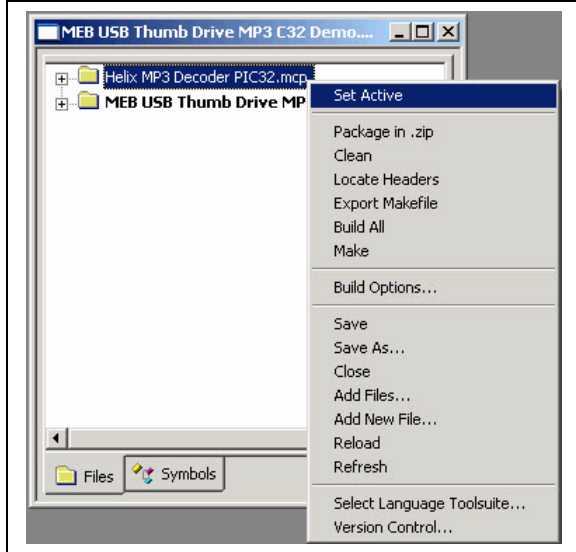 MEB USB Thumb Drive MP3 C32 Demo....
Helix MP3 Decoder PIC32.mcp
MEB USB Thumb Drive MP
Set Active
Package in .zip
Clean
Locate Headers
Export Makefile
Build All
Make
Build Options...
Save
Save As...
Close
Add Files...
Add New File...
Reload
Refresh
Select Language Toolsuite...
Version Control...
Files
Symbols